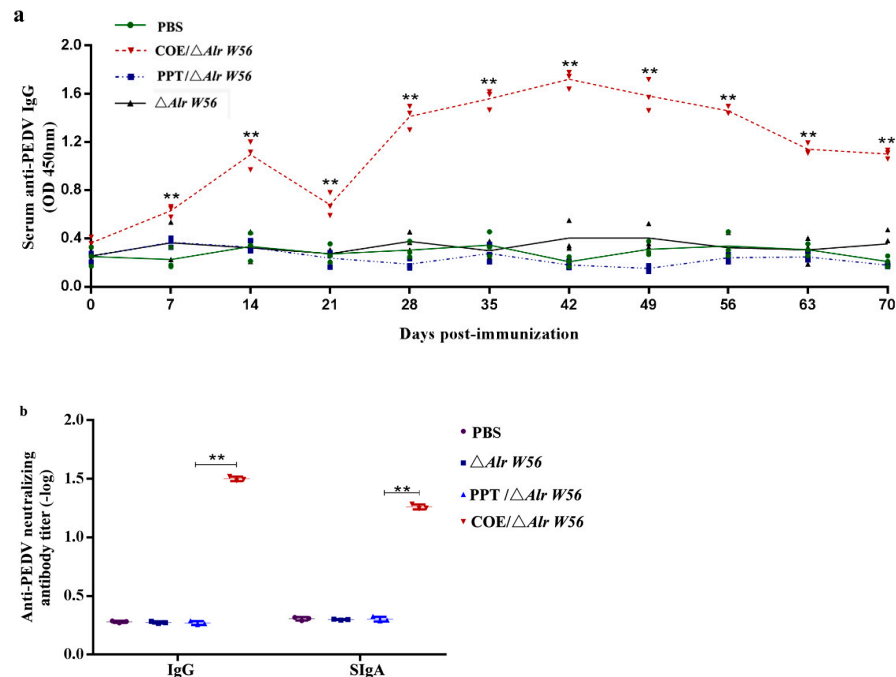 a
PBS
COE/△Alr W56
PPT/△Alr W56
△Alr W56
Serum anti-PEDV IgG
(OD 450nm)
2.0
1.6
1.2
0.8
0.4
0.0
** ** ** ** ** ** ** ** ** **
0 7 14 21 28 35 42 49 56 63 70
Days post-immunization
b
Anti-PEDV neutralizing
antibody titer (-log)
2.0
1.5
1.0
0.5
0.0
**
**
IgG SIgA
PBS
△Alr W56
PPT /△Alr W56
COE/△Alr W56